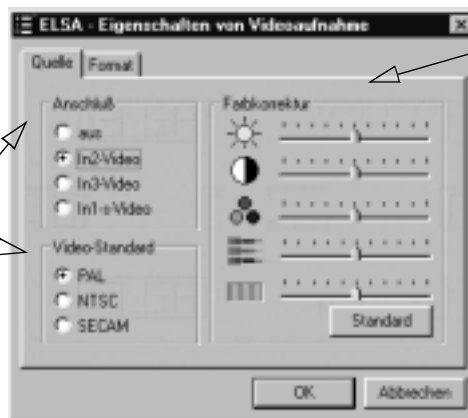 ELSA - Eigenschaften von Videoaufnahme
Quelle
Format
Anschluß
aus
In2-Video
In3-Video
In1-s-Video
Video-Standard
PAL
NTSC
SECAM
Farbkorrektur
Standard
OK
Abbrechen